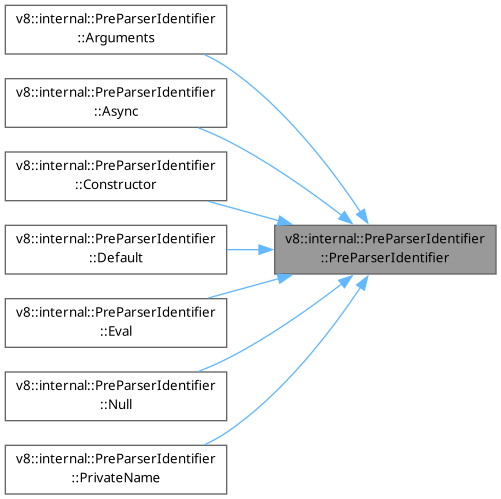 v8::internal::PreParserIdentifier
::Arguments
v8::internal::PreParserIdentifier
::Async
v8::internal::PreParserIdentifier
::Constructor
v8::internal::PreParserIdentifier
::Default
v8::internal::PreParserIdentifier
::PreParserIdentifier
v8::internal::PreParserIdentifier
::Eval
v8::internal::PreParserIdentifier
::Null
v8::internal::PreParserIdentifier
::PrivateName